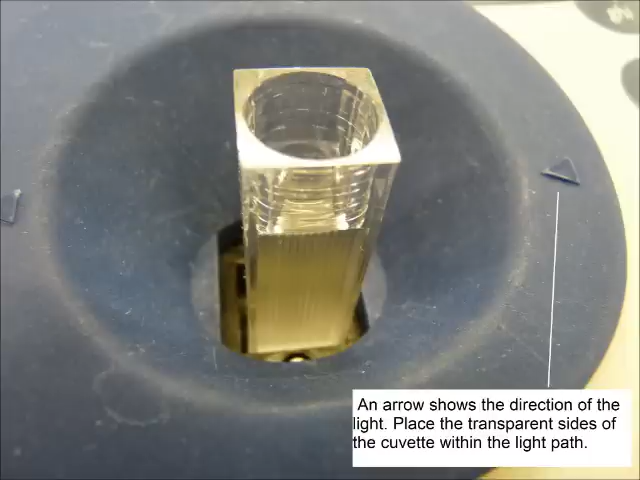 An arrow shows the direction of the
light. Place the transparent sides of
the cuvette within the light path.